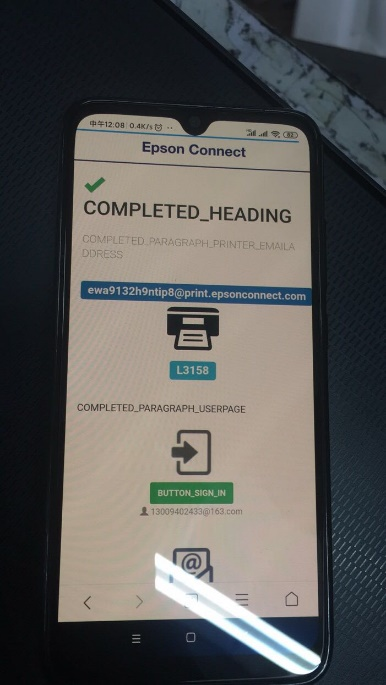 中午12:08 0.4K/s
82
Epson Connect
COMPLETED_HEADING
COMPLETED_PARAGRAPH_PRINTER_EMAILA
DDRESS
ewa9132h9ntip8@print.epsonconnect.com
L3158
COMPLETED_PARAGRAPH_USERPAGE
BUTTON_SIGN_IN
13009402433@163.com
@